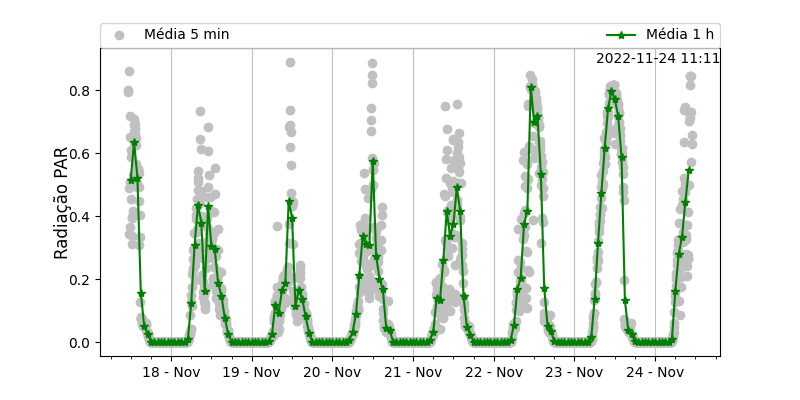 Média 5 min
Média 1 h
2022-11-24 11:11
Radiação PAR
0.8
0.6
0.4
0.2
0.0
18 - Nov
19 - Nov
20 - Nov
21 - Nov
22 - Nov
23 - Nov
24 - Nov